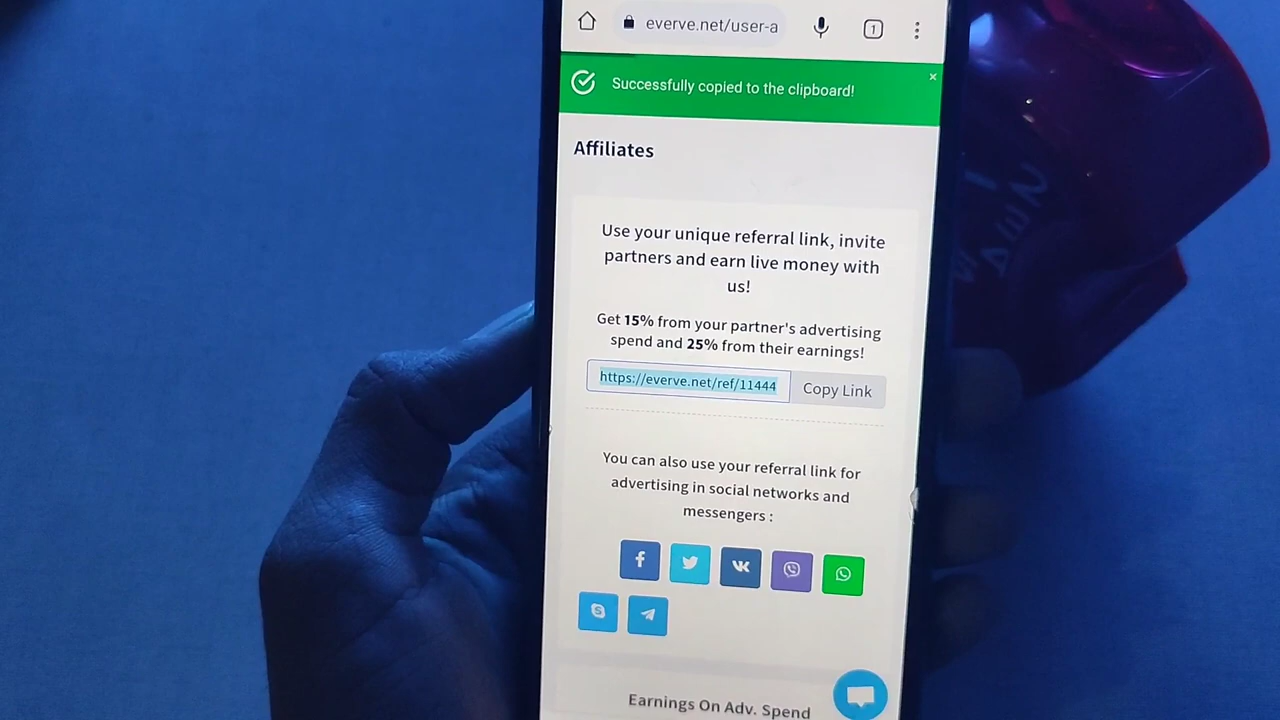 everve.net/user-a
1
Successfully copied to the clipboard!
Affiliates
Use your unique referral link, invite
partners and earn live money with
us!
Get 15% from your partner's advertising
spend and 25% from their earnings!
https://everve.net/ref/11444
Copy Link
You can also use your referral link for
advertising in social networks and
messengers :
Earnings On Adv. Spend